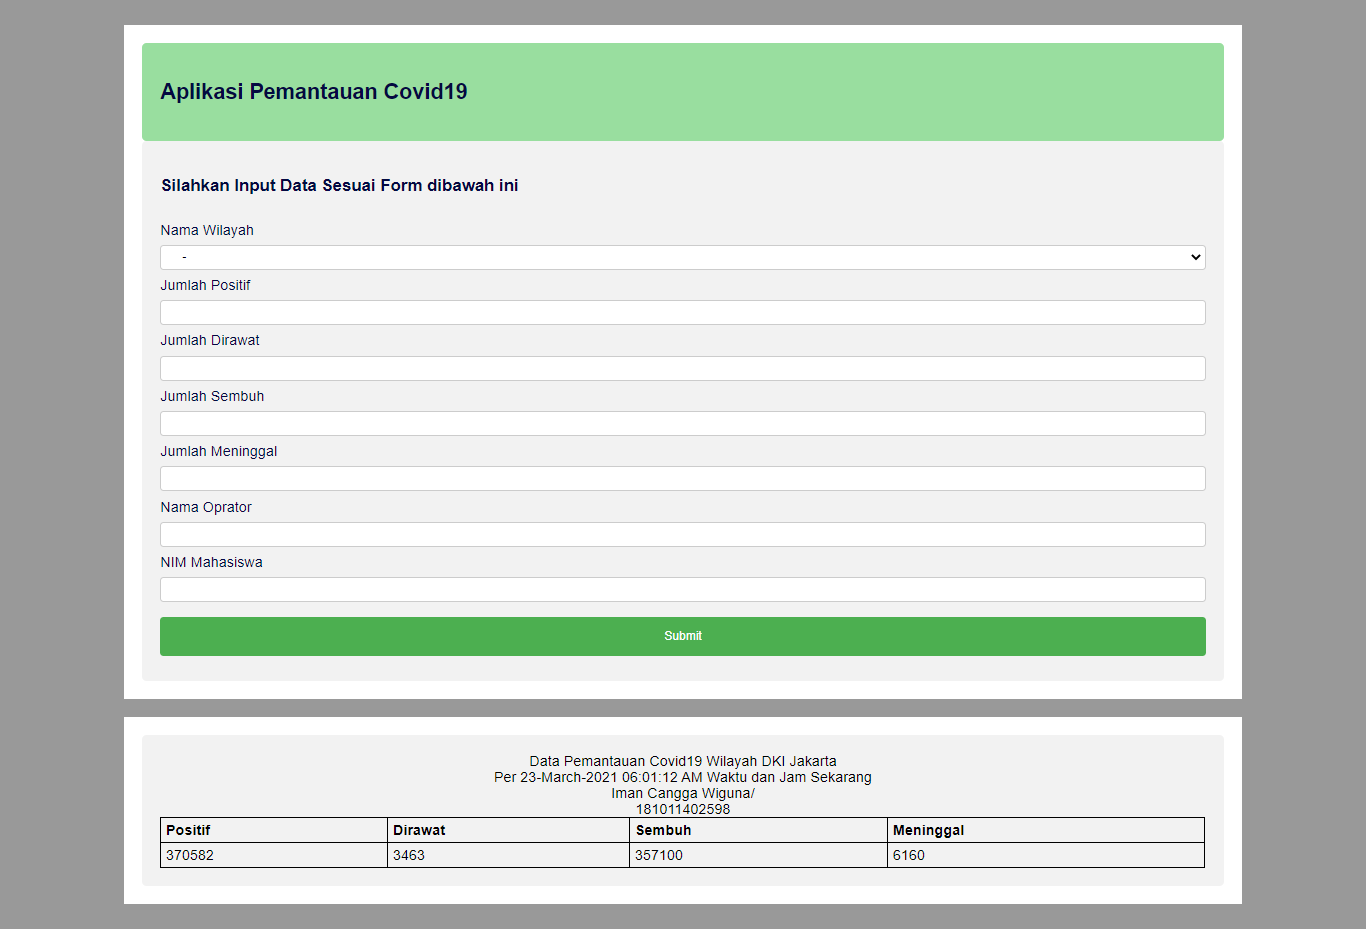 Aplikasi Pemantauan Covid19
Silahkan Input Data Sesuai Form dibawah ini
Nama Wilayah
-
Jumlah Positif
Jumlah Dirawat
Jumlah Sembuh
Jumlah Meninggal
Nama Oprator
NIM Mahasiswa
Submit
Data Pemantauan Covid19 Wilayah DKI Jakarta
Per 23-March-2021 06:01:12 AM Waktu dan Jam Sekarang
Iman Cangga Wiguna/
181011402598
Positif Dirawat Sembuh Meninggal
370582 3463 357100 6160